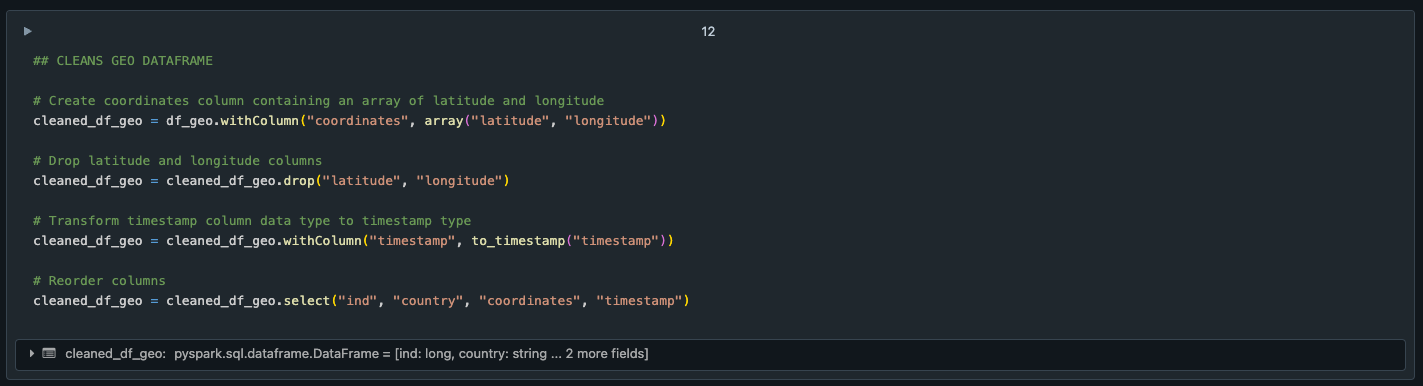 12
## CLEANS GEO DATAFRAME
# Create coordinates column containing an array of latitude and longitude
cleaned_df_geo = df_geo.withColumn("coordinates", array("latitude", "longitude"))
# Drop latitude and longitude columns
cleaned_df_geo = cleaned_df_geo.drop("latitude", "longitude")
# Transform timestamp column data type to timestamp type
cleaned_df_geo = cleaned_df_geo.withColumn("timestamp", to_timestamp("timestamp"))
# Reorder columns
cleaned_df_geo = cleaned_df_geo.select("ind", "country", "coordinates", "timestamp")
cleaned_df_geo: pyspark.sql.dataframe.DataFrame = [ind: long, country: string ... 2 more fields]